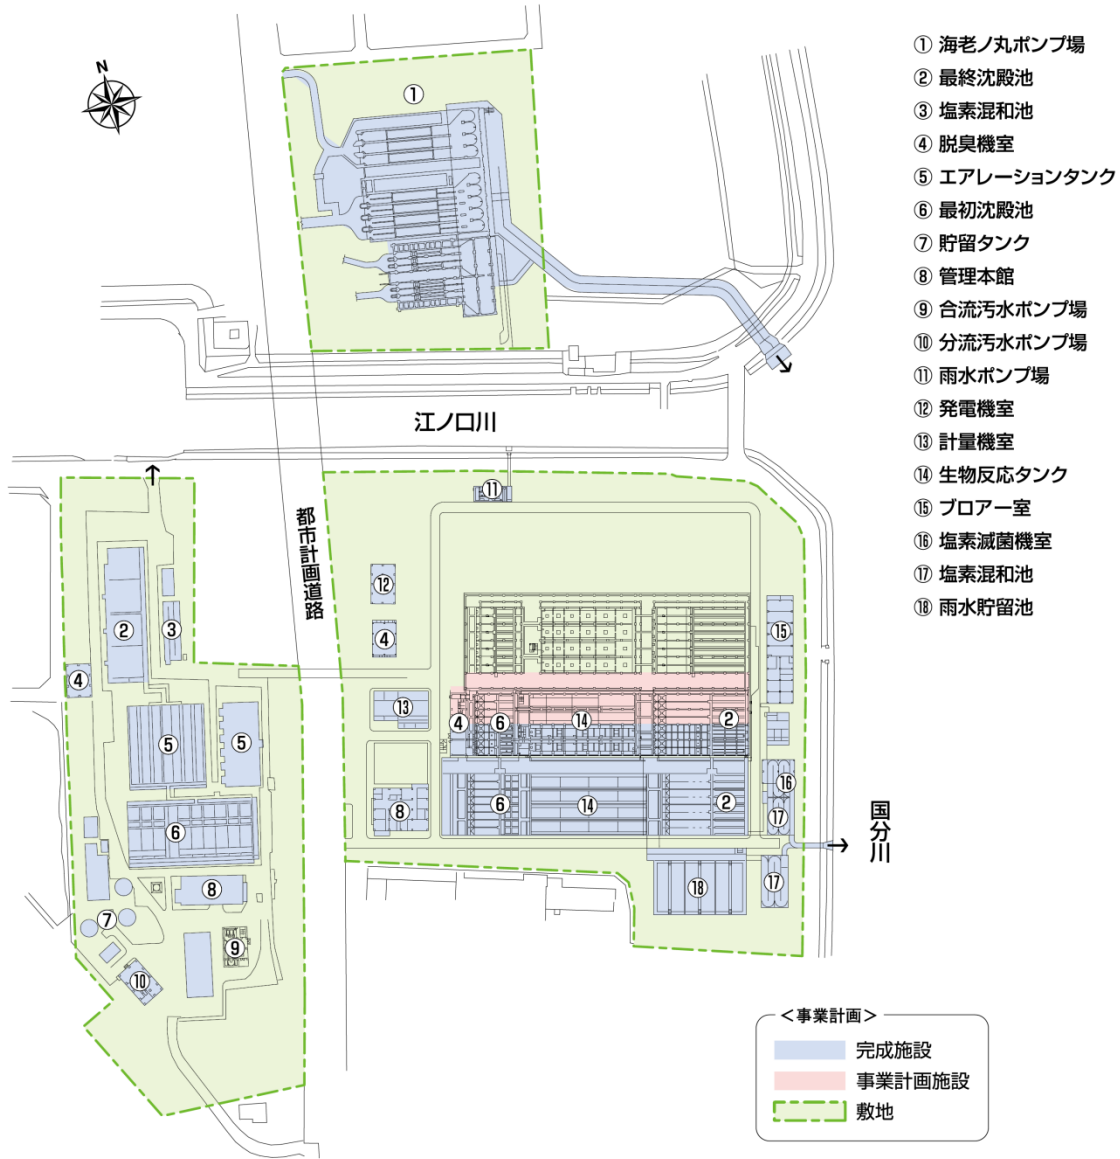 N
①
① 海老ノ丸ポンプ場
② 最終沈殿池
③ 塩素混和池
④ 脱臭機室
⑤ エアレーションタンク
⑥ 最初沈殿池
⑦ 貯留タンク
⑧ 管理本館
⑨ 合流汚水ポンプ場
⑩ 分流汚水ポンプ場
⑪ 雨水ポンプ場
⑫ 発電機室
⑬ 計量機室
⑭ 生物反応タンク
⑮ ブロアー室
⑯ 塩素滅菌機室
⑰ 塩素混和池
⑱ 雨水貯留池
江ノ口川
都市計画道路
⑪
⑫
④
⑬
⑧
②
③
④
⑤
⑤
⑥
⑧
⑦
⑨
⑩
④
⑥
⑭
②
⑥
⑭
②
⑮
⑯
⑰
⑰
⑱
国分川
＜事業計画＞
完成施設
事業計画施設
敷地